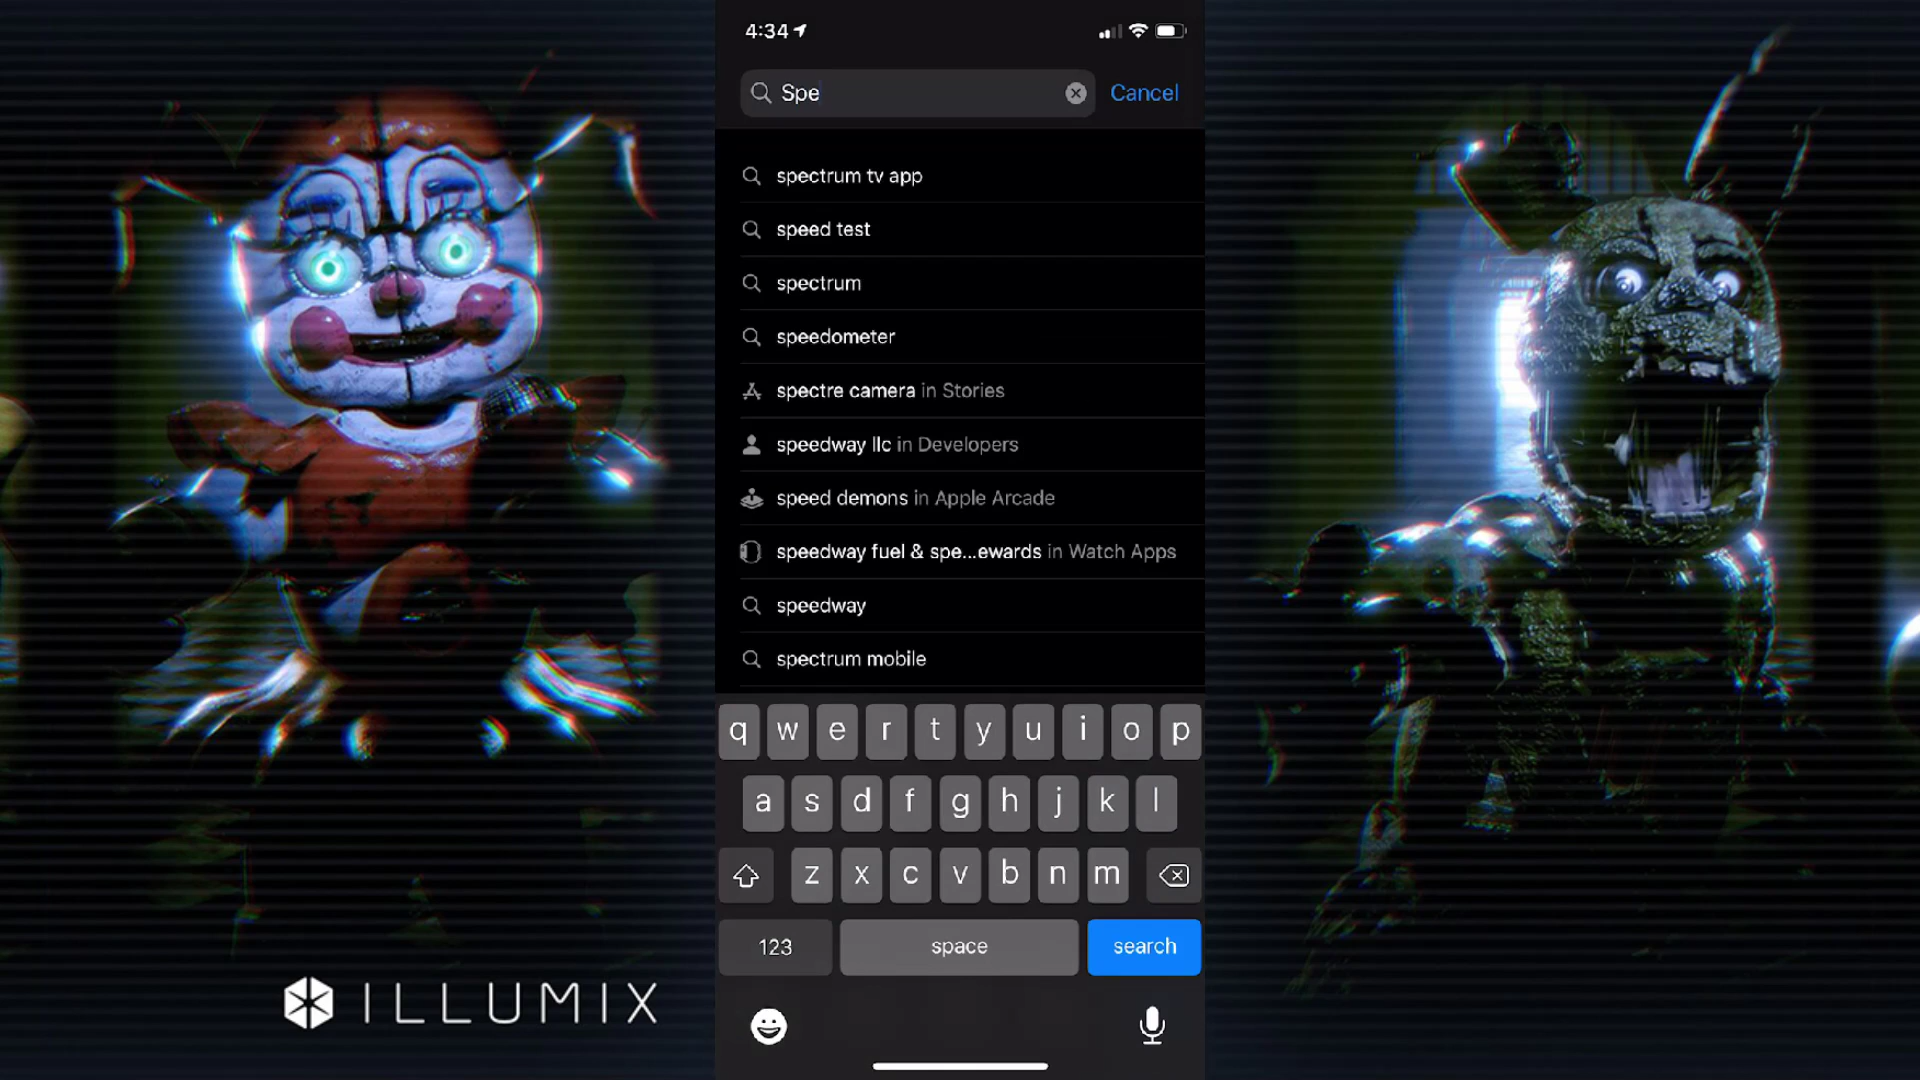 4:34
Spe
Cancel
spectrum tv app
speed test
spectrum
speedometer
spectre camera in Stories
speedway llc in Developers
speed demons in Apple Arcade
speedway fuel & spe...ewards in Watch Apps
speedway
spectrum mobile
q w e r t y u i o p
a s d f g h j k l
z x c v b n m
123 space search
ILLUMIX